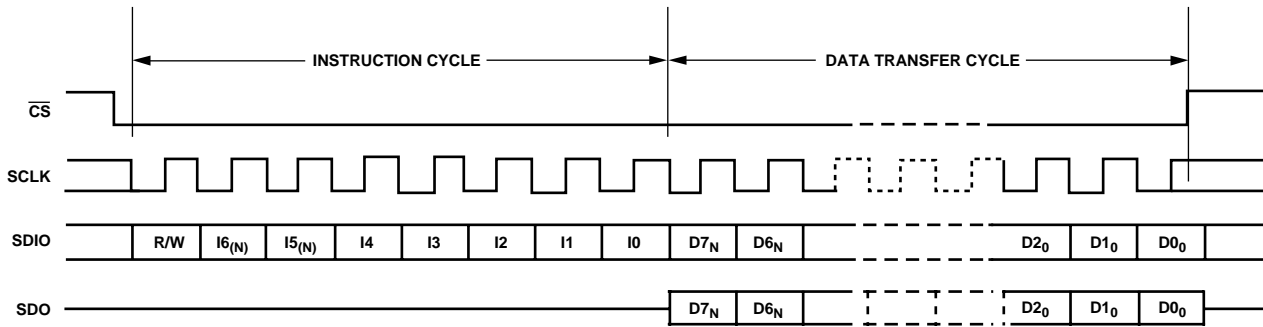 INSTRUCTION CYCLE DATA TRANSFER CYCLE
CS
SCLK
SDIO R/W I6(N) I5(N) I4 I3 I2 I1 I0 D7N D6N D20 D10 D00
SDO D7N D6N D20 D10 D00